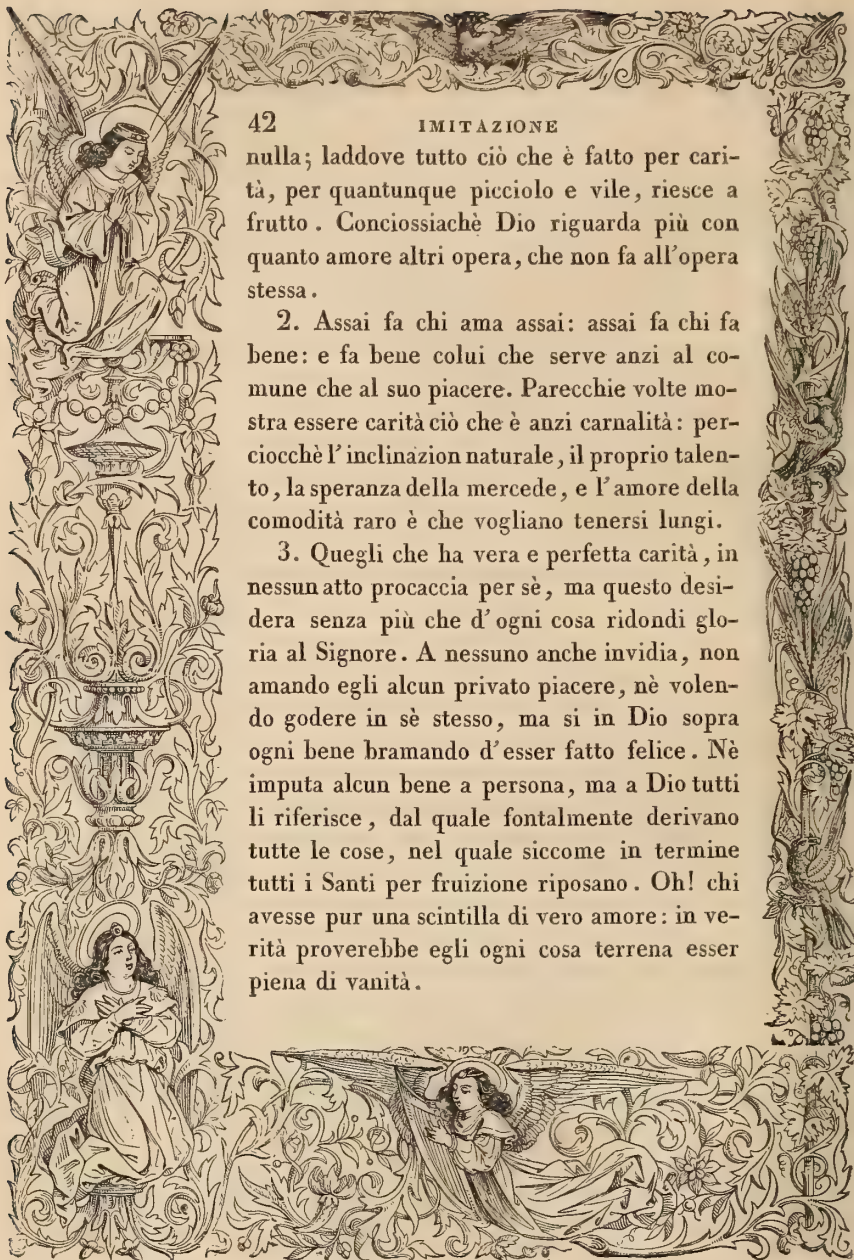 42 IMITAZIONE
nulla; laddove tutto ciò che è fatto per cari-
tà, per quantunque picciolo e vile, riesce a
frutto. Conciossiachè Dio riguarda più con
quanto amore altri opera, che non fa all'opera
stessa.
2. Assai fa chi ama assai: assai fa chi fa
bene: e fa bene colui che serve anzi al co-
mune che al suo piacere. Parecchie volte mo-
stra essere carità ciò che è anzi carnalità: per-
ciocchè l'inclinazion naturale, il proprio talen-
to, la speranza della mercede, e l'amore della
comodità raro è che vogliano tenersi lungi.
3. Quegli che ha vera e perfetta carità, in
nessun atto procaccia per sè, ma questo desi-
dera senza più che d'ogni cosa ridondi glo-
ria al Signore. A nessuno anche invidia, non
amando egli alcun privato piacere, nè volen-
do godere in sè stesso, ma si in Dio sopra
ogni bene bramando d'esser fatto felice. Nè
imputa alcun bene a persona, ma a Dio tutti
li riferisce, dal quale fontalmente derivano
tutte le cose, nel quale siccome in termine
tutti i Santi per fruizione riposano. Oh! chi
avesse pur una scintilla di vero amore: in ve-
rità proverebbe egli ogni cosa terrena esser
piena di vanità.